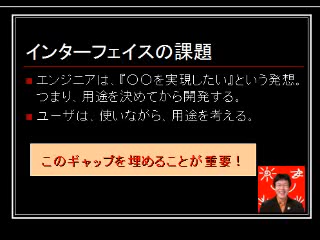 インターフェイスの課題
エンジニアは、『○○を実現したい』という発想。
つまり、用途を決めてから開発する。
ユーザは、使いながら、用途を考える。
このギャップを埋めることが重要！